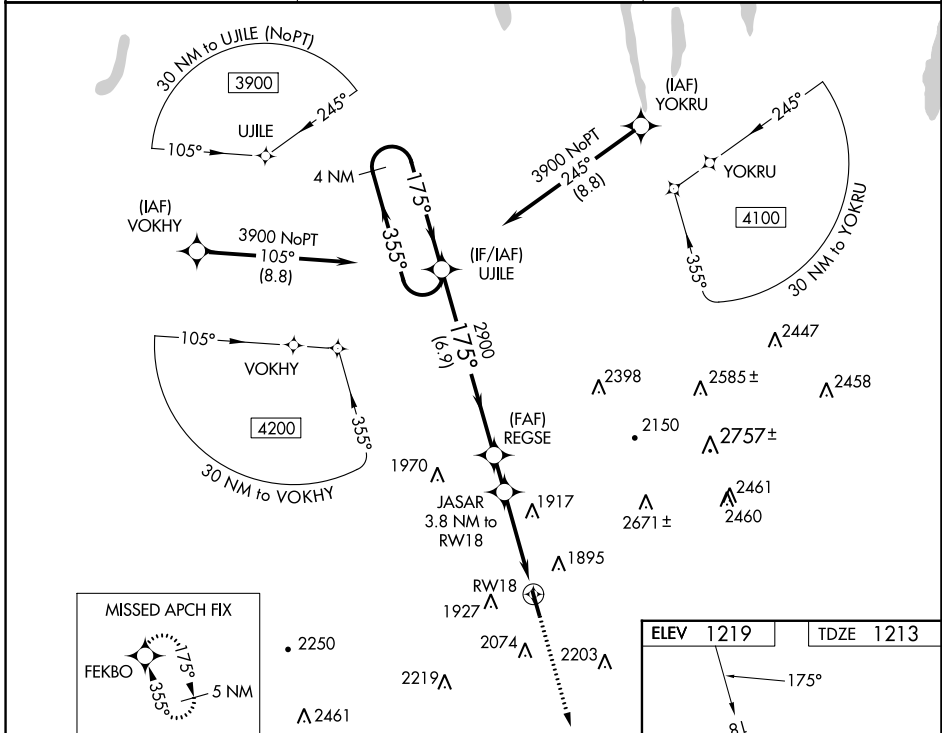 30 NM to UJILE (NoPT)
3900
245°
UJILE
105°
(IAF)
YOKRU
3900 NoPT
245°
(8.8)
245°
YOKRU
4100
355°
30 NM to YOKRU
4 NM
175°
355°
(IAF)
VOKHY
3900 NoPT
105°
(8.8)
(IF/IAF)
UJILE
2900
175°
(6.9)
105°
VOKHY
4200
355°
30 NM to VOKHY
2447
2398
2585±
2458
2150
2757±
(FAF)
REGSE
1970
JASAR
3.8 NM to
RW18
1917
2461
2460
2671±
1895
RW18
1927
2074
2203
2219
2250
2461
MISSED APCH FIX
FEKBO
175°
355°
5 NM
ELEV 1219
TDZE 1213
175°
18